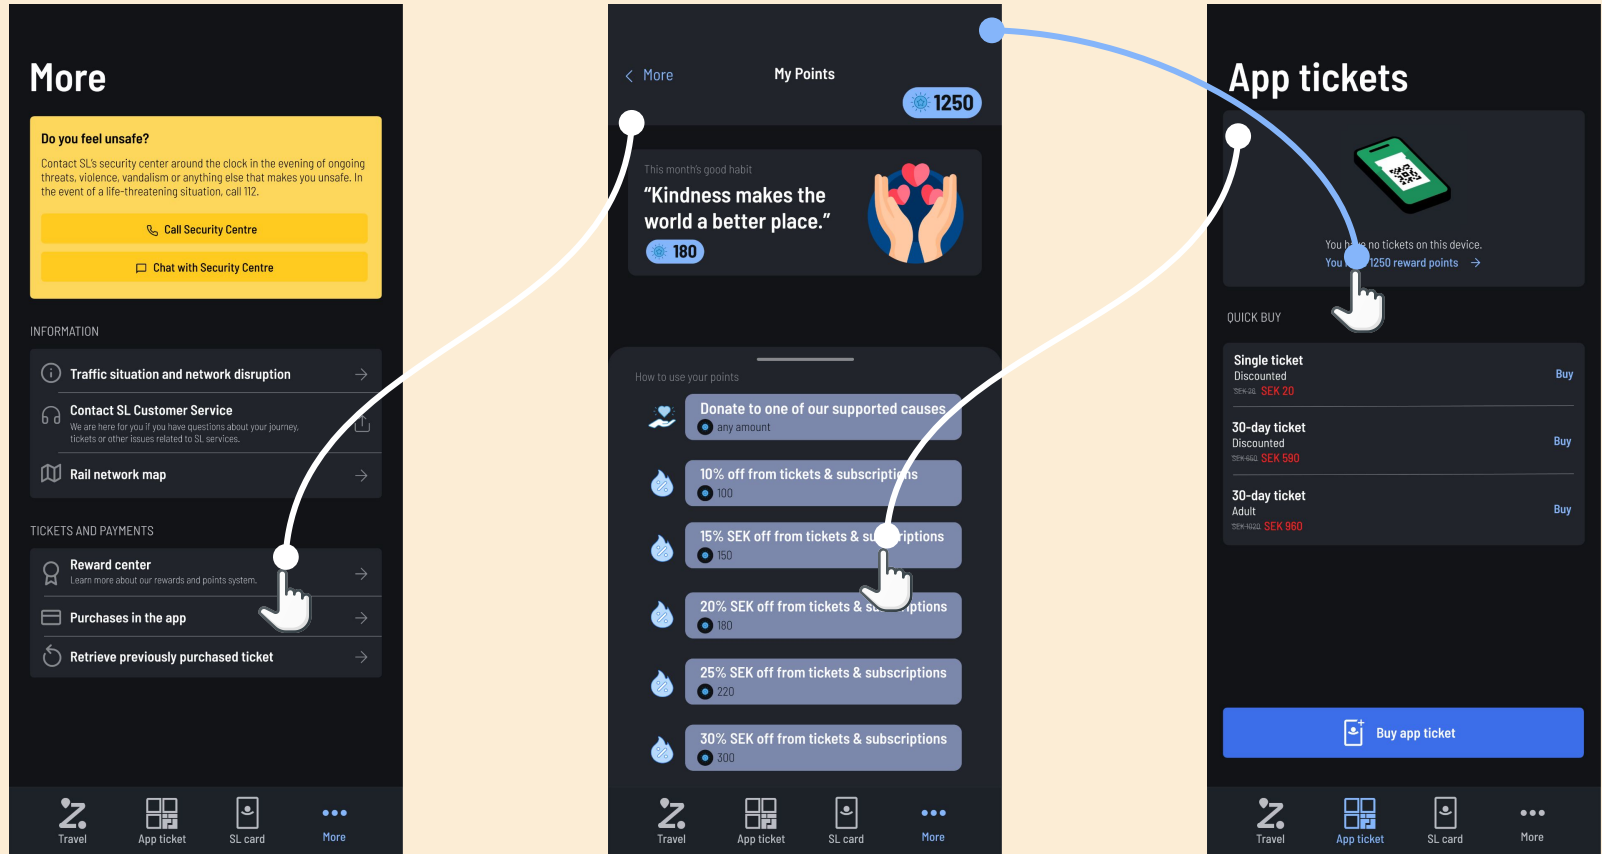 More
Do you feel unsafe?
Contact SL's security center around the clock in the evening of ongoing
threats, violence, vandalism or anything else that makes you unsafe. In
the event of a life-threatening situation, call 112.
Call Security Centre
Chat with Security Centre
INFORMATION
Traffic situation and network disruption
Contact SL Customer Service
We are here for you if you have questions about your journey,
tickets or other issues related to SL services.
Rail network map
TICKETS AND PAYMENTS
Reward center
Learn more about our rewards and points system.
Purchases in the app
Retrieve previously purchased ticket
Travel
App ticket
SL card
More
More
My Points
1250
This month's good habit
“Kindness makes the
world a better place.”
180
How to use your points
Donate to one of our supported causes
any amount
10% off from tickets & subscriptions
100
15% SEK off from tickets & subscriptions
150
20% SEK off from tickets & subscriptions
180
25% SEK off from tickets & subscriptions
220
30% SEK off from tickets & subscriptions
300
Travel
App ticket
SL card
More
App tickets
You have no tickets on this device.
You 1250 reward points
QUICK BUY
Single ticket
Discounted
SEK 20
Buy
30-day ticket
Discounted
SEK 650 SEK 590
Buy
30-day ticket
Adult
SEK 1020 SEK 960
Buy
Buy app ticket
Travel
App ticket
SL card
More